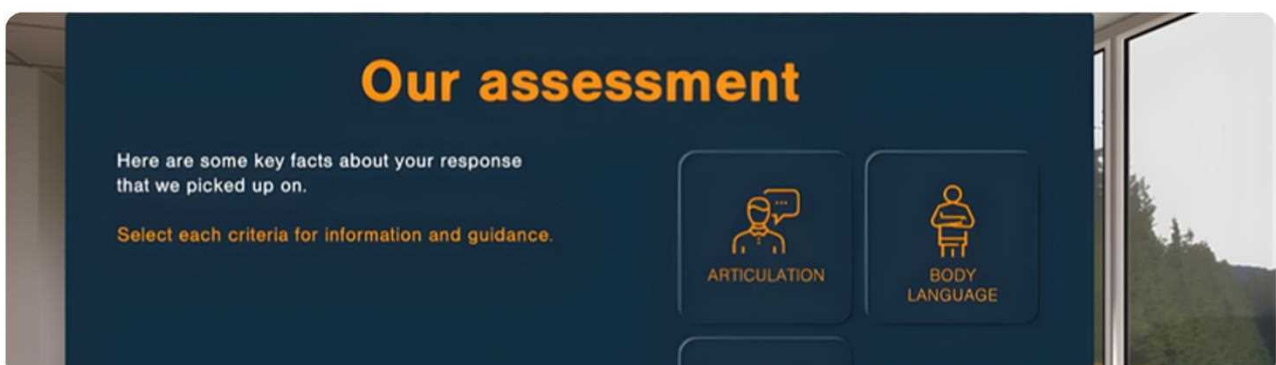 Our assessment
Here are some key facts about your response
that we picked up on.
Select each criteria for information and guidance.
ARTICULATION
BODY
LANGUAGE